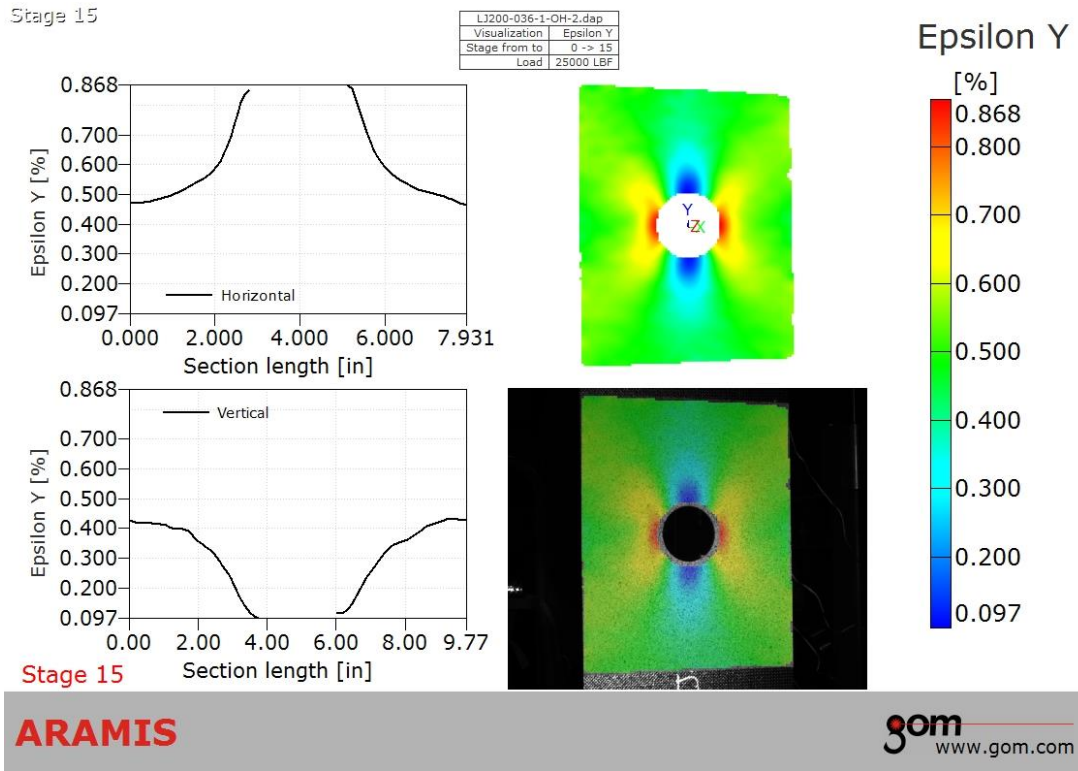 Stage 15
LJ200-036-1-OH-2.dap
Visualization Epsilon Y
Stage from to 0 -> 15
Load 25000 LBF
Epsilon Y
[%]
0.868
0.800
0.700
0.600
0.500
0.400
0.300
0.200
0.097
Epsilon Y [%]
0.868
0.700
0.600
0.500
0.400
0.300
0.200
0.097
Horizontal
0.000 2.000 4.000 6.000 7.931
Section length [in]
Y
Z X
Epsilon Y [%]
0.868
0.700
0.600
0.500
0.400
0.300
0.200
0.097
Vertical
0.00 2.00 4.00 6.00 8.00 9.77
Section length [in]
Stage 15
ARAMIS
gom
www.gom.com